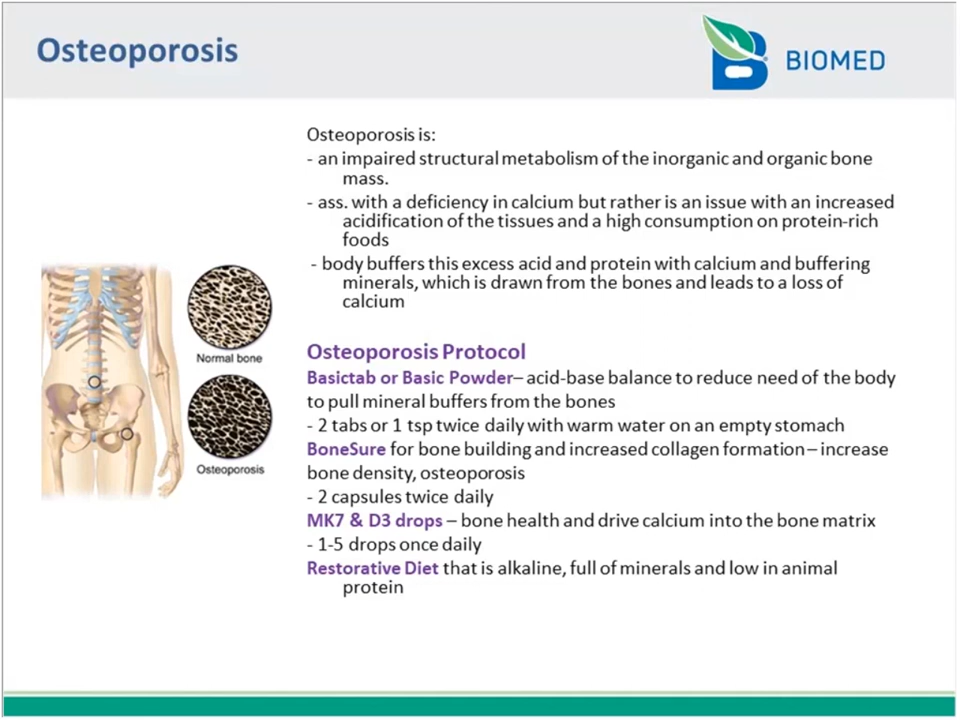 Osteoporosis
BIOMED
Osteoporosis is:
- an impaired structural metabolism of the inorganic and organic bone
mass.
- ass. with a deficiency in calcium but rather is an issue with an increased
acidification of the tissues and a high consumption on protein-rich
foods
- body buffers this excess acid and protein with calcium and buffering
minerals, which is drawn from the bones and leads to a loss of
calcium
Normal bone
Osteoporosis
Osteoporosis Protocol
Basictab or Basic Powder– acid-base balance to reduce need of the body
to pull mineral buffers from the bones
- 2 tabs or 1 tsp twice daily with warm water on an empty stomach
BoneSure for bone building and increased collagen formation – increase
bone density, osteoporosis
- 2 capsules twice daily
MK7 & D3 drops – bone health and drive calcium into the bone matrix
- 1-5 drops once daily
Restorative Diet that is alkaline, full of minerals and low in animal
protein